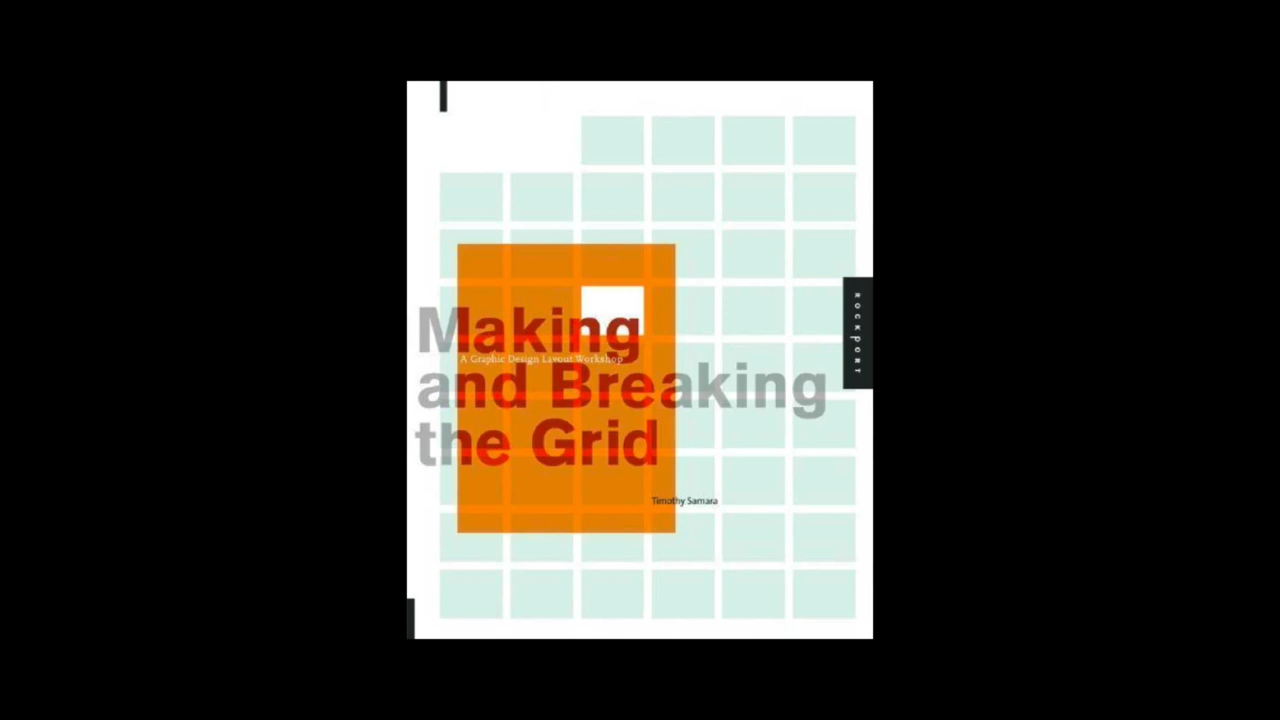 Making
A Graphic Design Layout Workshop
and Breaking
the Grid
Timothy Samara
ROCKPORT